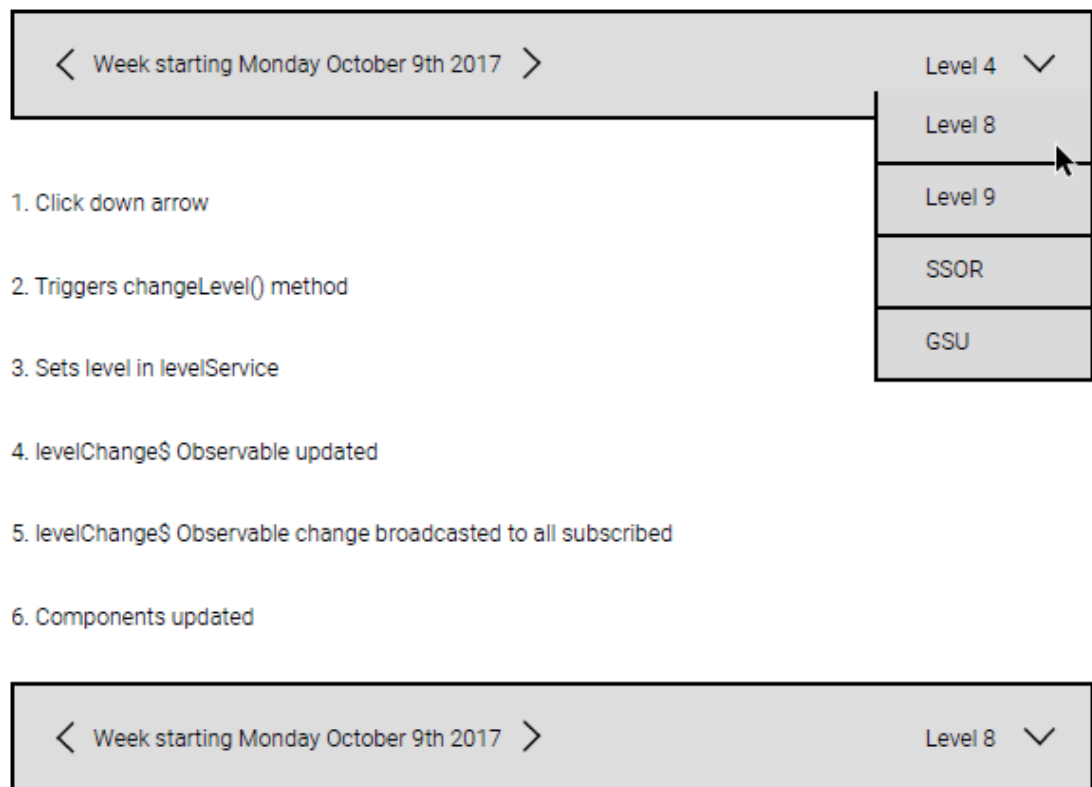 Week starting Monday October 9th 2017
Level 4
Level 8
Level 9
SSOR
GSU
1. Click down arrow
2. Triggers changeLevel() method
3. Sets level in levelService
4. levelChange$ Observable updated
5. levelChange$ Observable change broadcasted to all subscribed
6. Components updated
Week starting Monday October 9th 2017
Level 8